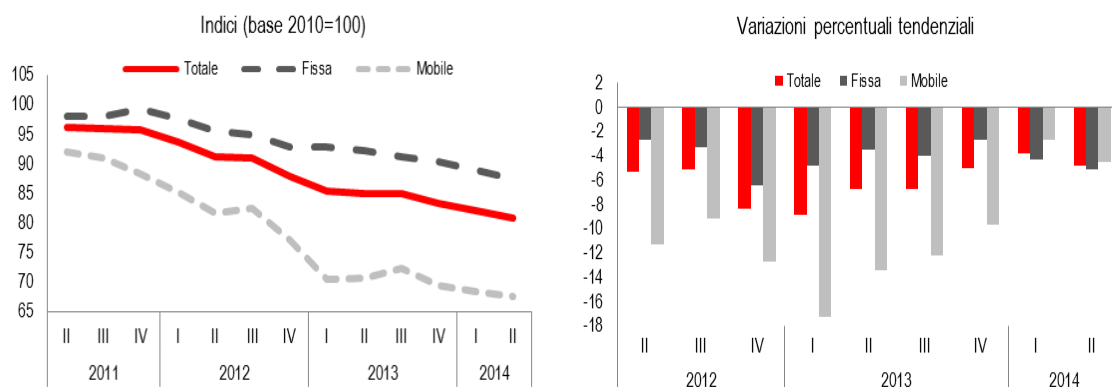 Indici (base 2010=100)
Totale Fissa Mobile
105
100
95
90
85
80
75
70
65
II III IV I II III IV I II III IV I II
2011 2012 2013 2014
Variazioni percentuali tendenziali
Totale Fissa Mobile
2
0
-2
-4
-6
-8
-10
-12
-14
-16
-18
II III IV I II III IV I II
2012 2013 2014